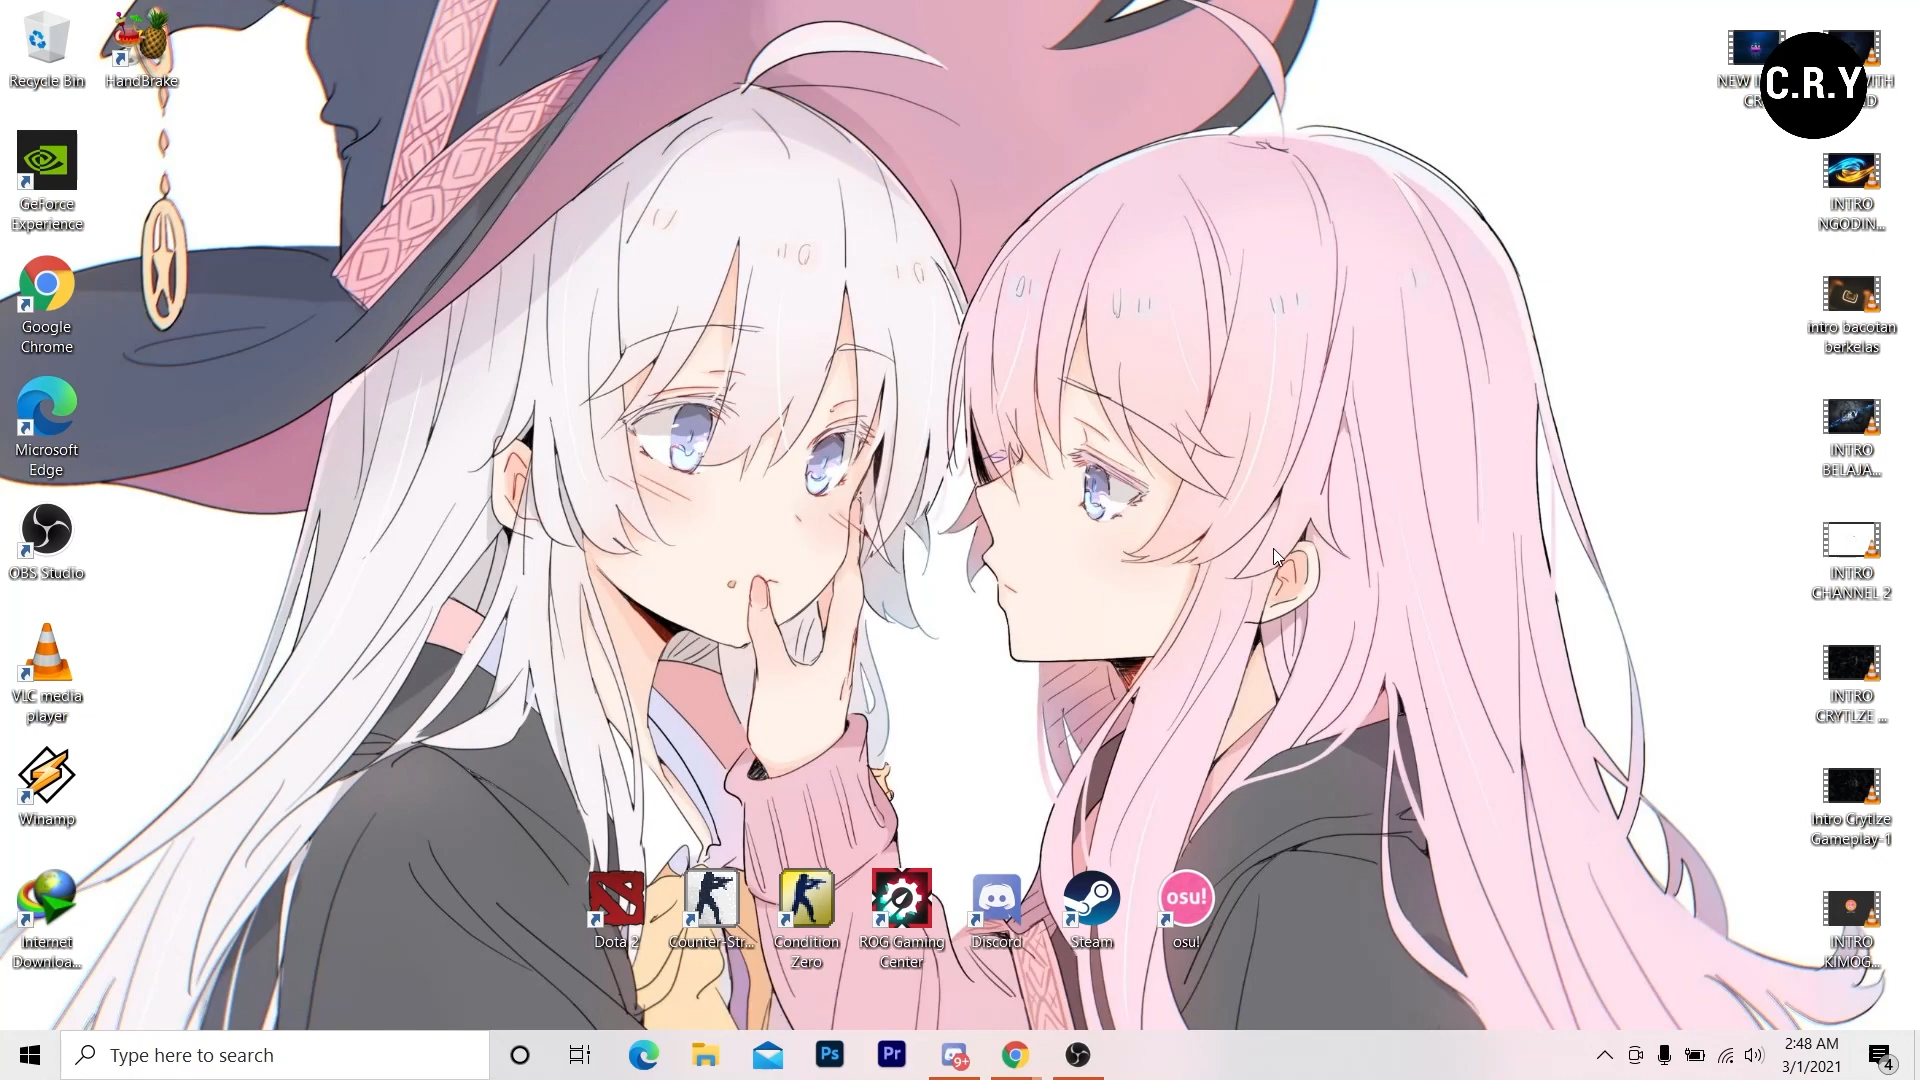 Recycle Bin
HandBrake
GeForce
Experience
Google
Chrome
Microsoft
Edge
OBS Studio
VLC media
player
Winamp
Internet
Downloa...
Dota 2
Counter-Str...
Condition
Zero
ROG Gaming
Center
Discord
Steam
osu!
osu!
C.R.Y
INTRO
NGODIN...
intro bacotan
berkelas
INTRO
BELAJA...
INTRO
CHANNEL 2
INTRO
CRYTLZE ...
Intro Crytlze
Gameplay-1
INTRO
KIMOG...
Type here to search
Ps
Pr
9+
2:48 AM
3/1/2021
4